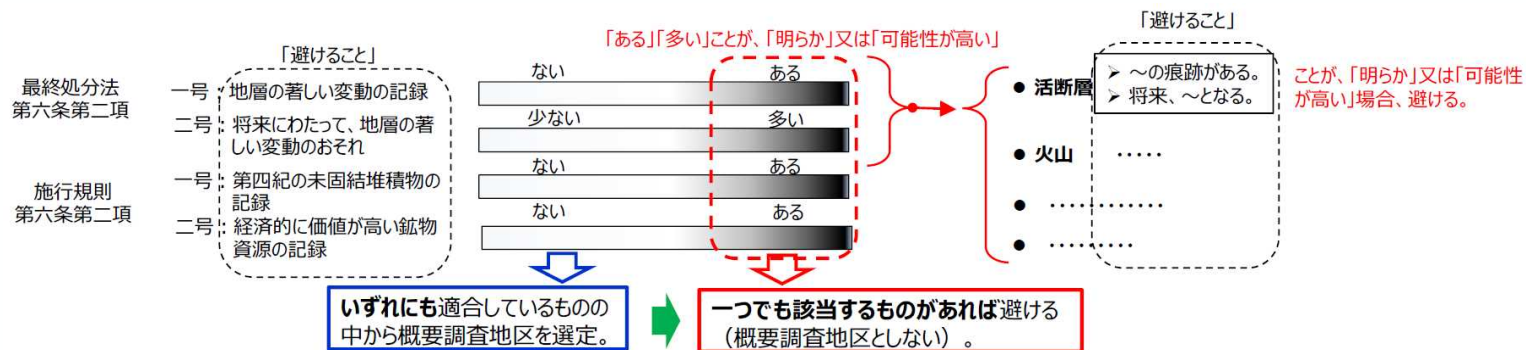 「避けること」
最終処分法
第六条第二項
一号：地層の著しい変動の記録
二号：将来にわたって、地層の著
しい変動のおそれ
施行規則
第六条第二項
一号：第四紀の未固結堆積物の
記録
二号：経済的に価値が高い鉱物
資源の記録
「ある」「多い」ことが、「明らか」又は「可能性が高い」
ない ある
少ない 多い
ない ある
ない ある
いずれにも適合しているものの
中から概要調査地区を選定。
一つでも該当するものがあれば避ける
（概要調査地区としない）。
「避けること」
● 活断層
➢ ～の痕跡がある。
➢ 将来、～となる。
ことが、「明らか」又は「可能性
が高い」場合、避ける。
● 火山 ・・・・・
● ・・・・・・・・・・・・
● ・・・・・・・・・